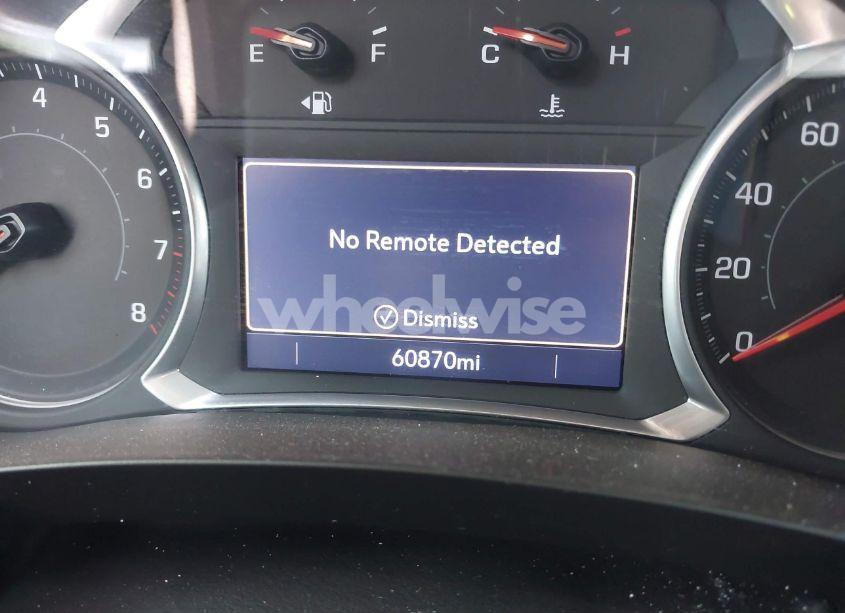 E F C H
4
5
6
7
8
60
40
20
0
No Remote Detected
wheelwise
Dismiss
60870mi